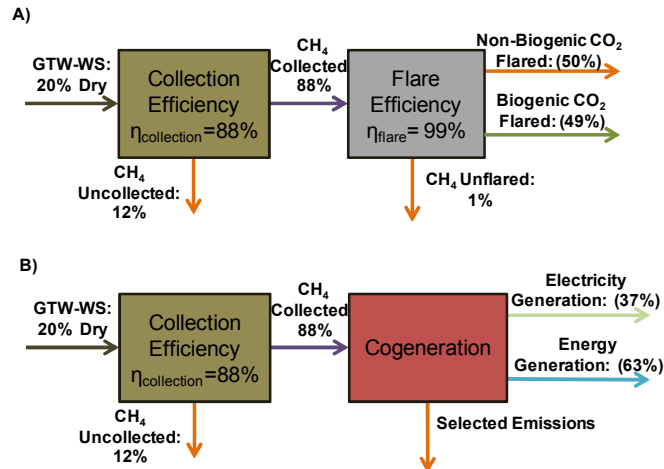 A)
GTW-WS:
20% Dry
Collection
Efficiency
ηcollection=88%
CH4
Collected
88%
Flare
Efficiency
ηflare= 99%
Non-Biogenic CO2
Flared: (50%)
Biogenic CO2
Flared: (49%)
CH4
Uncollected:
12%
CH4 Unflared:
1%
B)
GTW-WS:
20% Dry
Collection
Efficiency
ηcollection=88%
CH4
Collected
88%
Cogeneration
Electricity
Generation: (37%)
Energy
Generation: (63%)
CH4
Uncollected:
12%
Selected Emissions